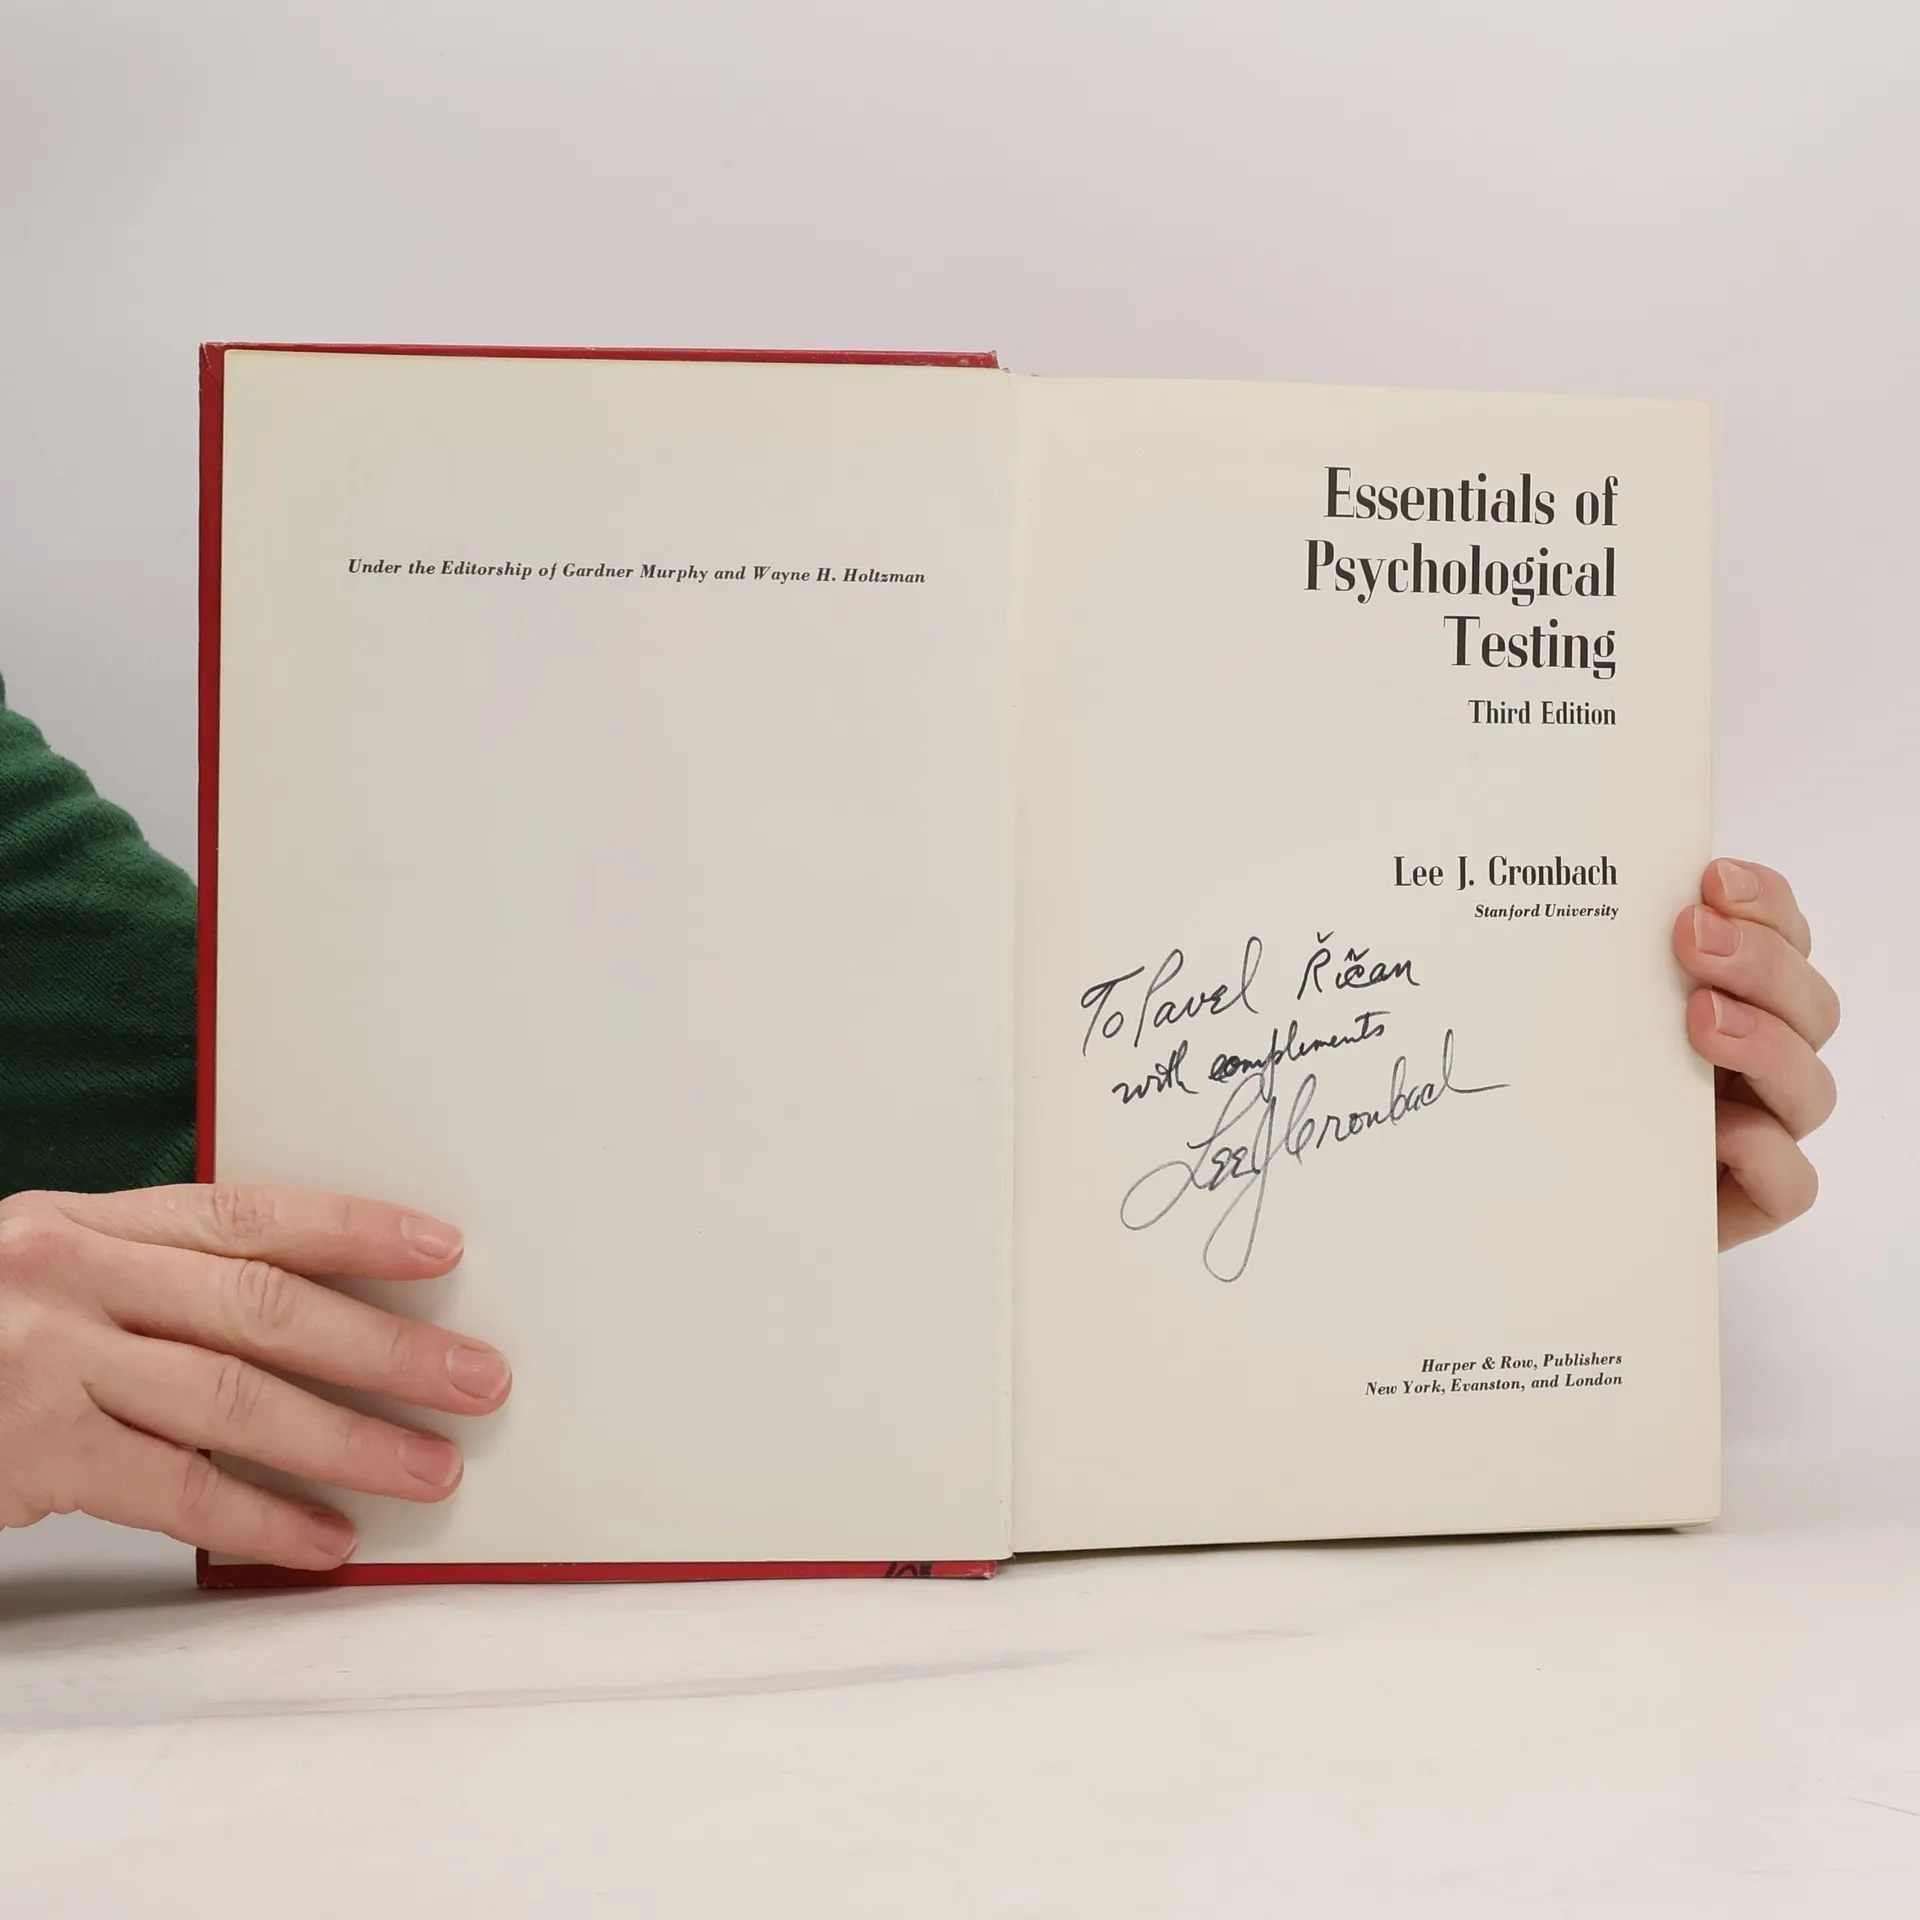 Under the Editorship of Gardner Murphy and Wayne H. Holtzman
Essentials of
Psychological
Testing
Third Edition
Lee J. Cronbach
Stanford University
To Pavel Říčan
with complements
Lee J Cronbach
Harper & Row, Publishers
New York, Evanston, and London